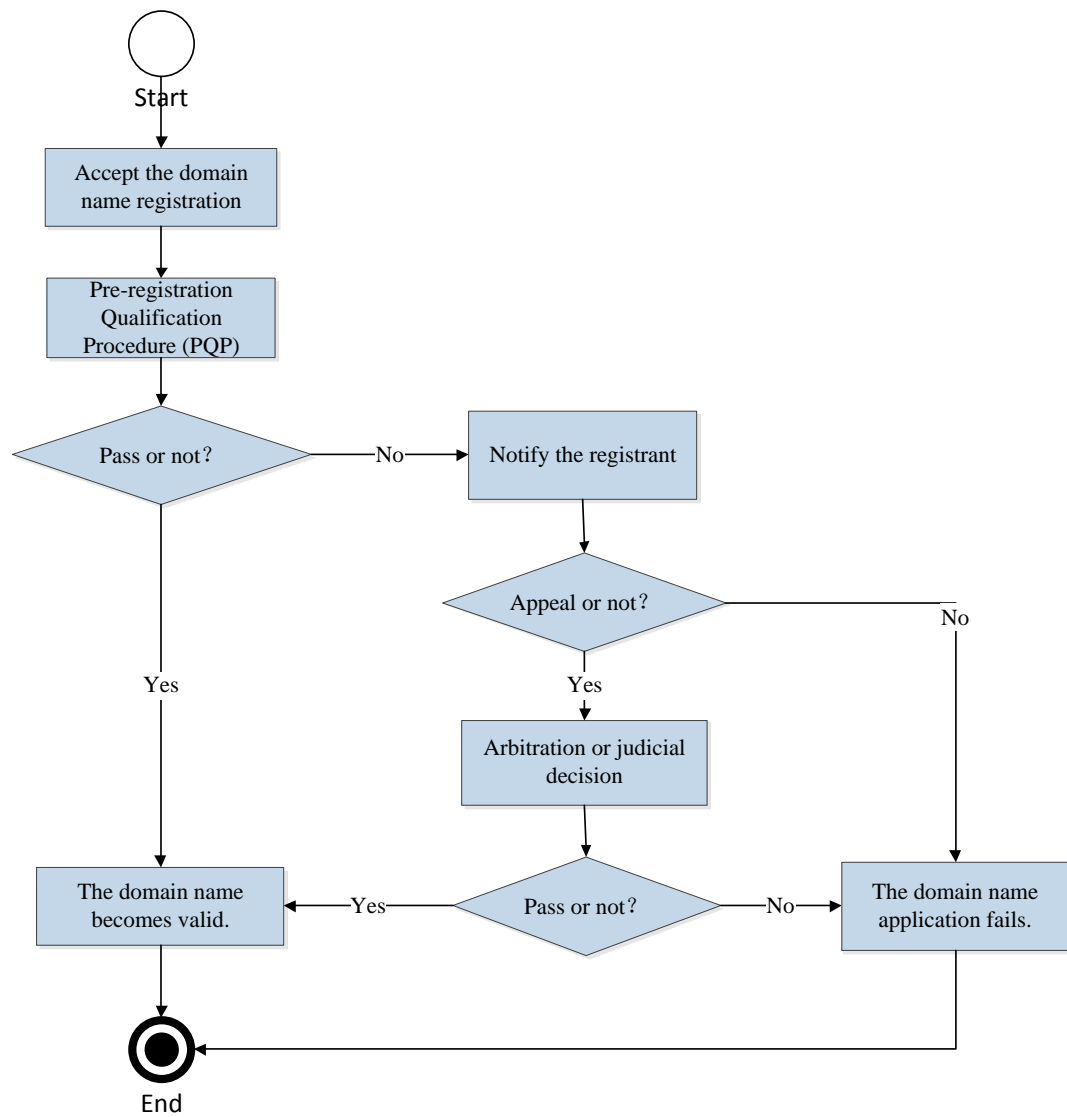 Start
Accept the domain
name registration
Pre-registration
Qualification
Procedure (PQP)
Pass or not？
No
Notify the registrant
Appeal or not？
No
Yes
Yes
Arbitration or judicial
decision
The domain name
becomes valid.
Yes
Pass or not？
No
The domain name
application fails.
End